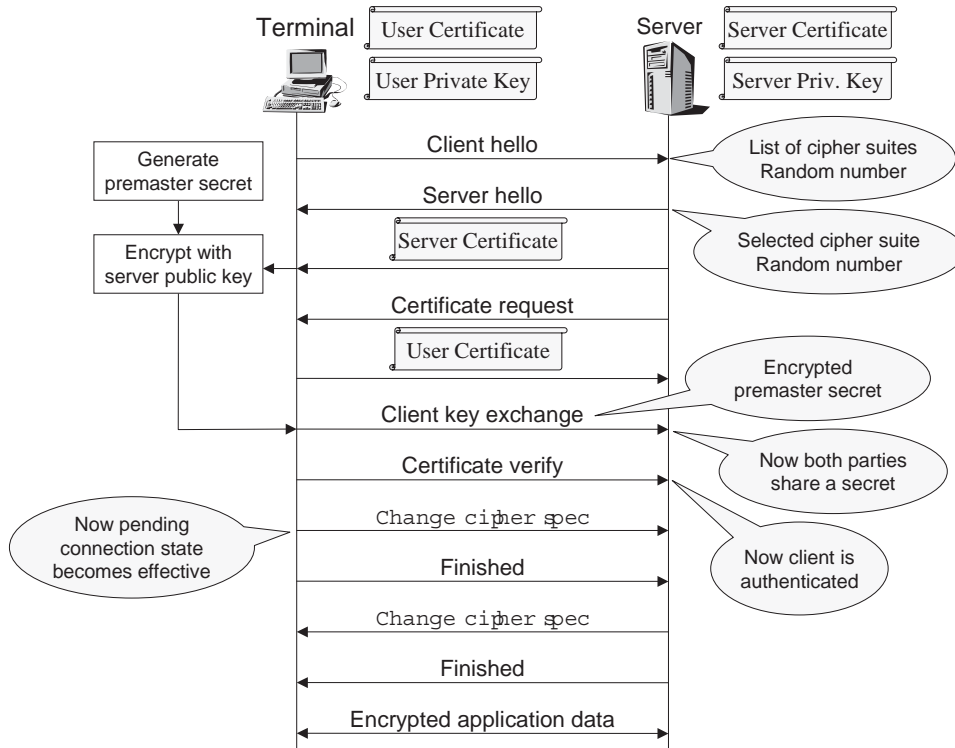 Terminal
User Certificate
User Private Key
Server
Server Certificate
Server Priv. Key
Client hello
List of cipher suites
Random number
Generate
premaster secret
Server hello
Selected cipher suite
Random number
Server Certificate
Encrypt with
server public key
Certificate request
User Certificate
Encrypted
premaster secret
Client key exchange
Now both parties
share a secret
Certificate verify
Now pending
connection state
becomes effective
Change cipher spec
Now client is
authenticated
Finished
Change cipher spec
Finished
Encrypted application data